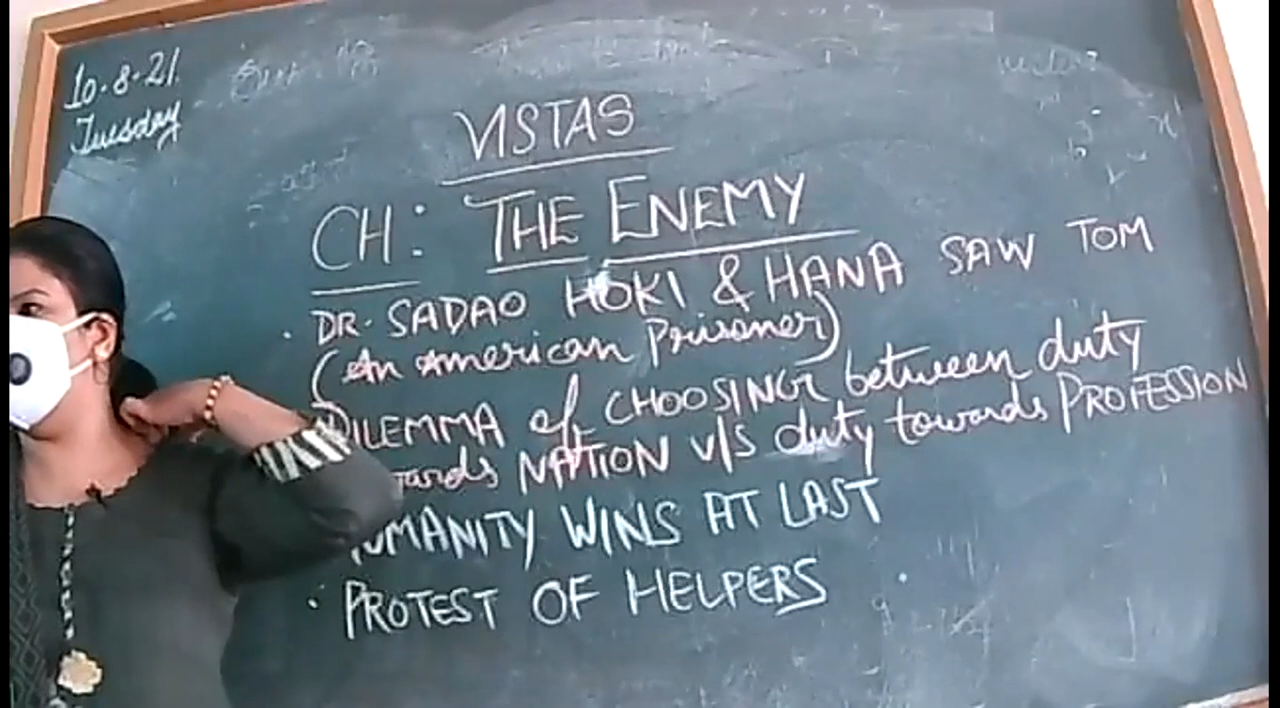 10-8-21.
Tuesday
VISTAS
CH: THE ENEMY
· DR. SADAO HOKI & HANA SAW TOM
(An American Prisoner)
DILEMMA of CHOOSING between duty
NATION v/s duty towards PROFESSION
WINS AT LAST
· PROTEST OF HELPERS